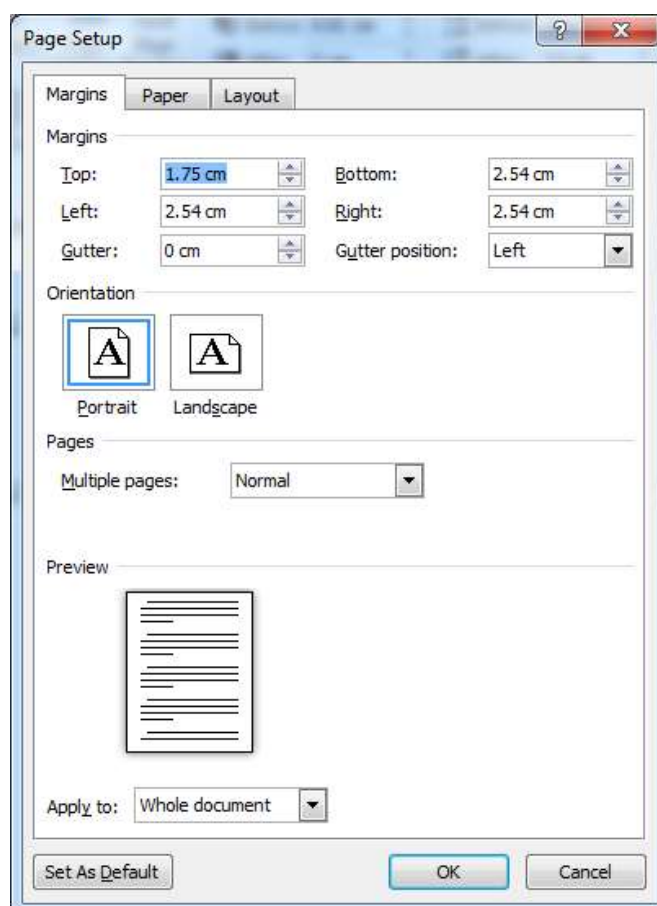 Page Setup
Margins Paper Layout
Margins
Top: 1.75 cm Bottom: 2.54 cm
Left: 2.54 cm Right: 2.54 cm
Gutter: 0 cm Gutter position: Left
Orientation
A A
Portrait Landscape
Pages
Multiple pages: Normal
Preview
Apply to: Whole document
Set As Default OK Cancel